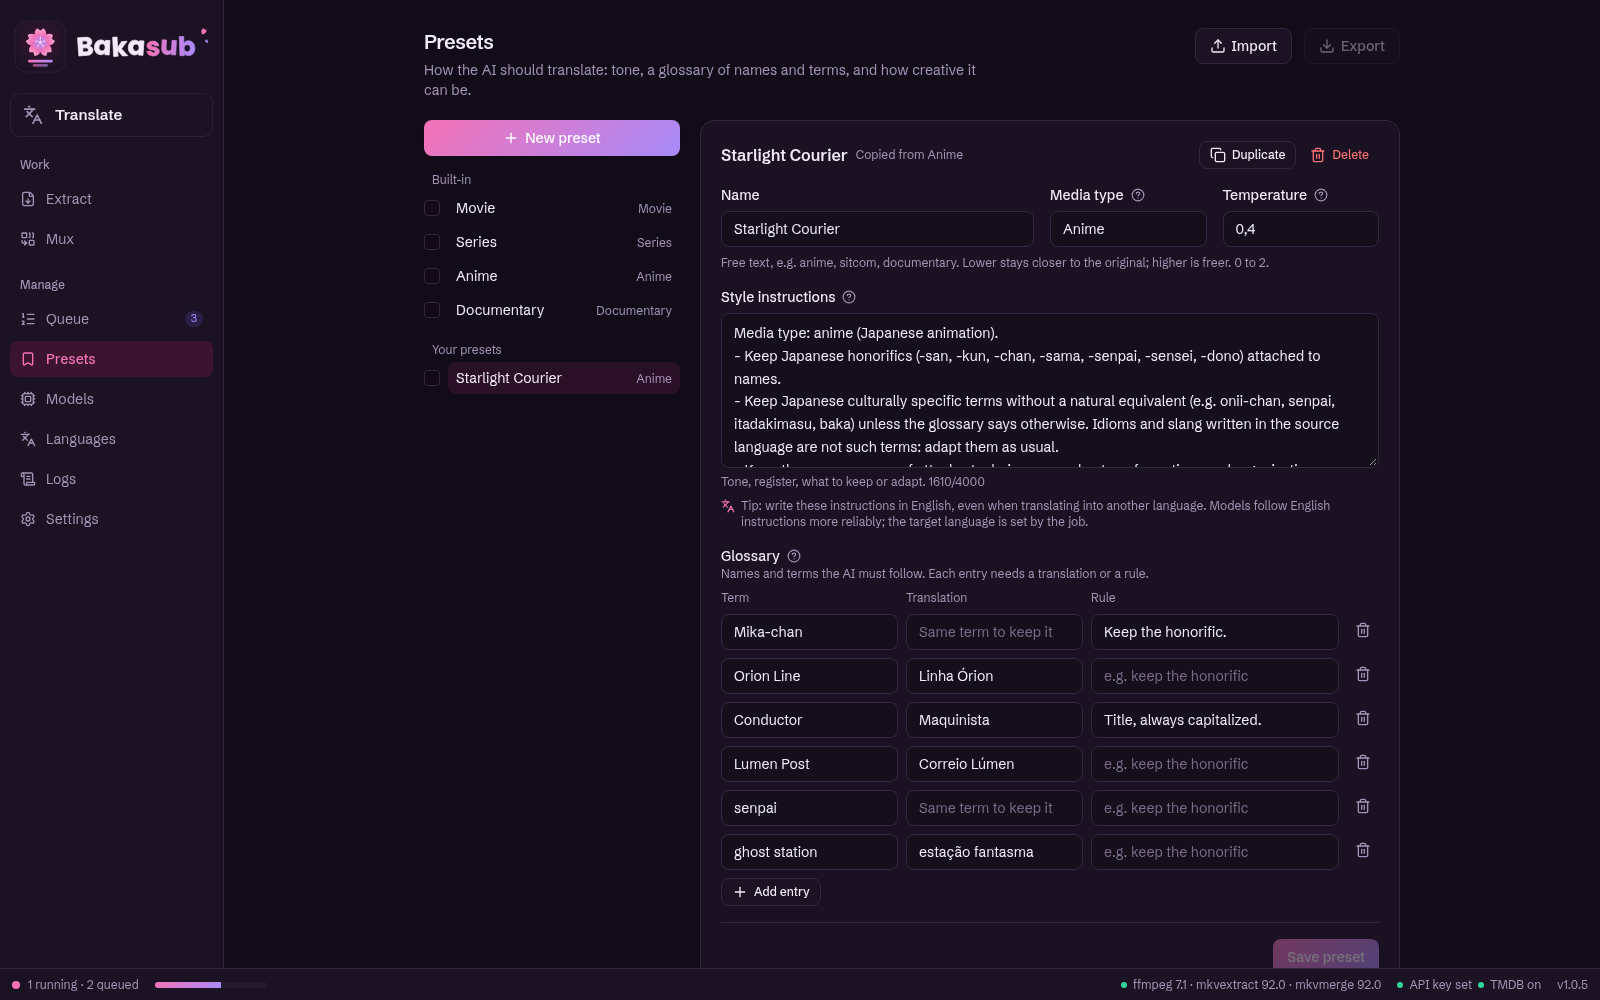 Bakasub
Translate
Work
Extract
Mux
Manage
Queue 3
Presets
Models
Languages
Logs
Settings
Presets
How the AI should translate: tone, a glossary of names and terms, and how creative it
can be.
Import
Export
New preset
Built-in
Movie Movie
Series Series
Anime Anime
Documentary Documentary
Your presets
Starlight Courier Anime
Starlight Courier Copied from Anime
Duplicate
Delete
Name Media type Temperature
Starlight Courier Anime 0,4
Free text, e.g. anime, sitcom, documentary. Lower stays closer to the original; higher is freer. 0 to 2.
Style instructions
Media type: anime (Japanese animation).
- Keep Japanese honorifics (-san, -kun, -chan, -sama, -senpai, -sensei, -dono) attached to
names.
- Keep Japanese culturally specific terms without a natural equivalent (e.g. onii-chan, senpai,
itadakimasu, baka) unless the glossary says otherwise. Idioms and slang written in the source
language are not such terms: adapt them as usual.
Tone, register, what to keep or adapt. 1610/4000
Tip: write these instructions in English, even when translating into another language. Models follow English
instructions more reliably; the target language is set by the job.
Glossary
Names and terms the AI must follow. Each entry needs a translation or a rule.
Term Translation Rule
Mika-chan Same term to keep it Keep the honorific.
Orion Line Linha Órion e.g. keep the honorific
Conductor Maquinista Title, always capitalized.
Lumen Post Correio Lúmen e.g. keep the honorific
senpai Same term to keep it e.g. keep the honorific
ghost station estação fantasma e.g. keep the honorific
Add entry
Save preset
1 running · 2 queued
ffmpeg 7.1 · mkvextract 92.0 · mkvmerge 92.0 API key set TMDB on v1.0.5